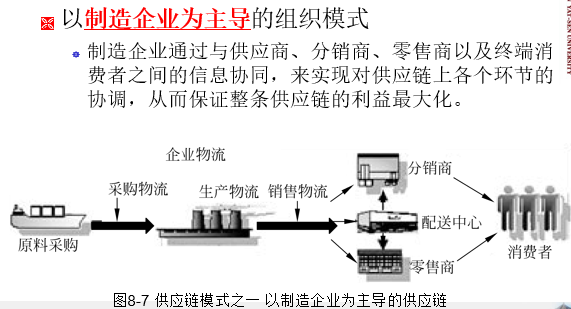 以制造企业为主导的组织模式
制造企业通过与供应商、分销商、零售商以及终端消
费者之间的信息协同，来实现对供应链上各个环节的
协调，从而保证整条供应链的利益最大化。
企业物流
采购物流
生产物流
销售物流
分销商
配送中心
原料采购
消费者
零售商
图8-7 供应链模式之一 以制造企业为主导的供应链